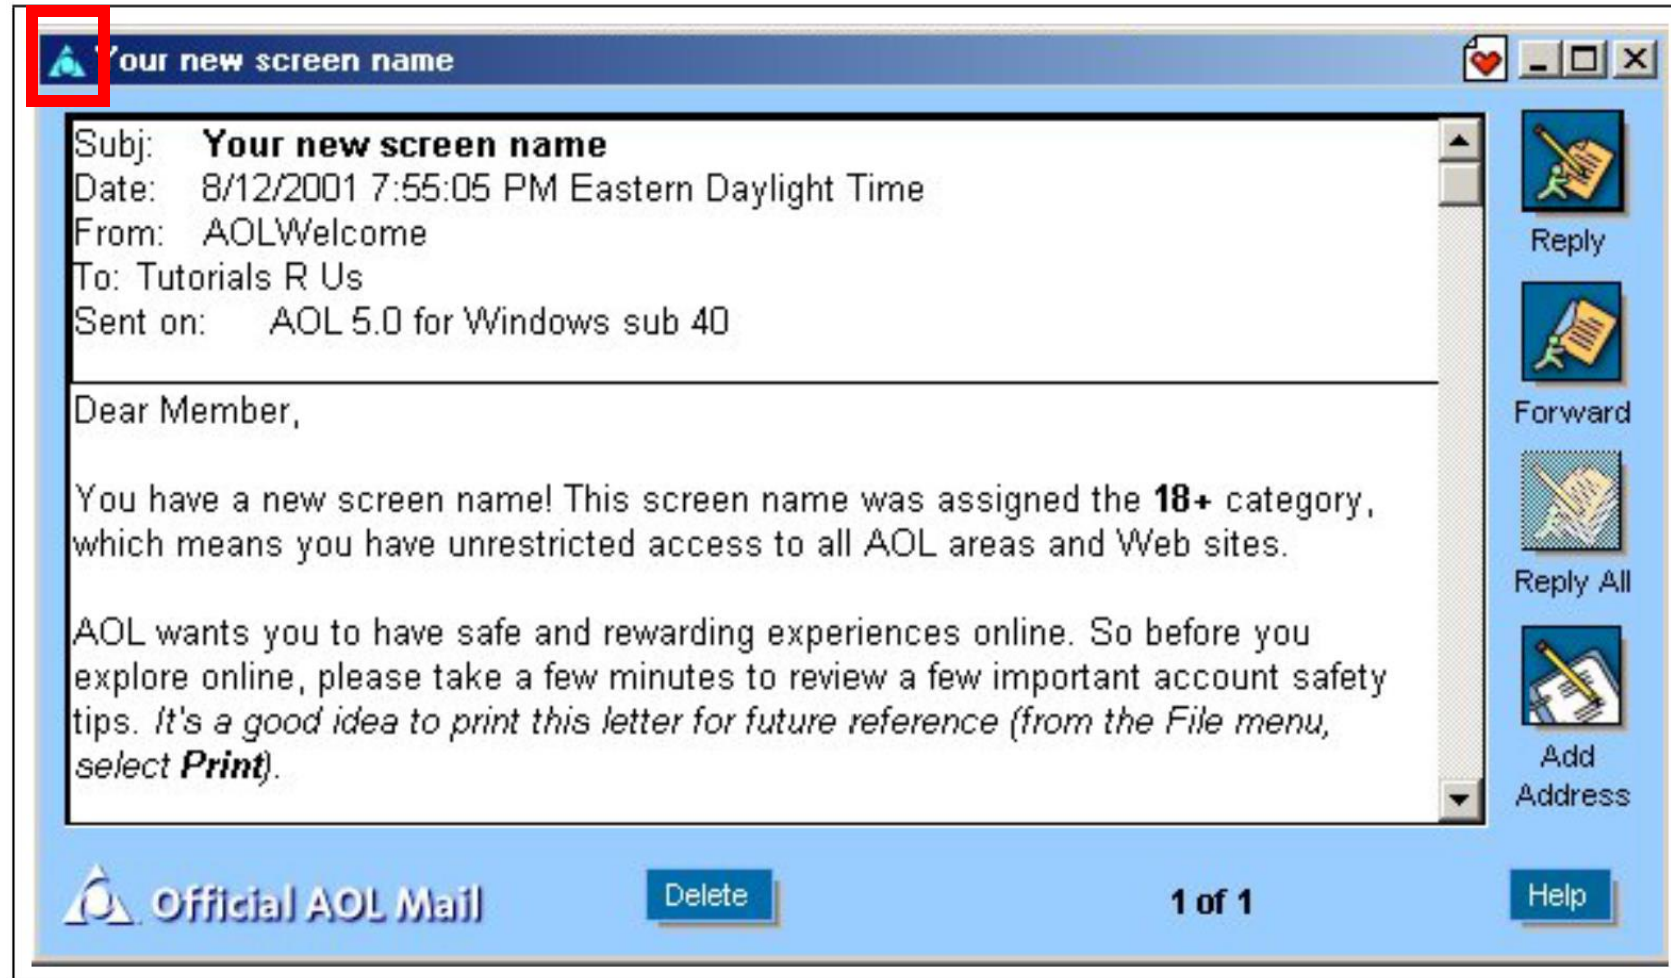 Your new screen name
Subj: Your new screen name
Date: 8/12/2001 7:55:05 PM Eastern Daylight Time
From: AOLWelcome
To: Tutorials R Us
Sent on: AOL 5.0 for Windows sub 40
Dear Member,
You have a new screen name! This screen name was assigned the 18+ category,
which means you have unrestricted access to all AOL areas and Web sites.
AOL wants you to have safe and rewarding experiences online. So before you
explore online, please take a few minutes to review a few important account safety
tips. It's a good idea to print this letter for future reference (from the File menu,
select Print).
Reply
Forward
Reply All
Add
Address
Official AOL Mail
Delete
1 of 1
Help